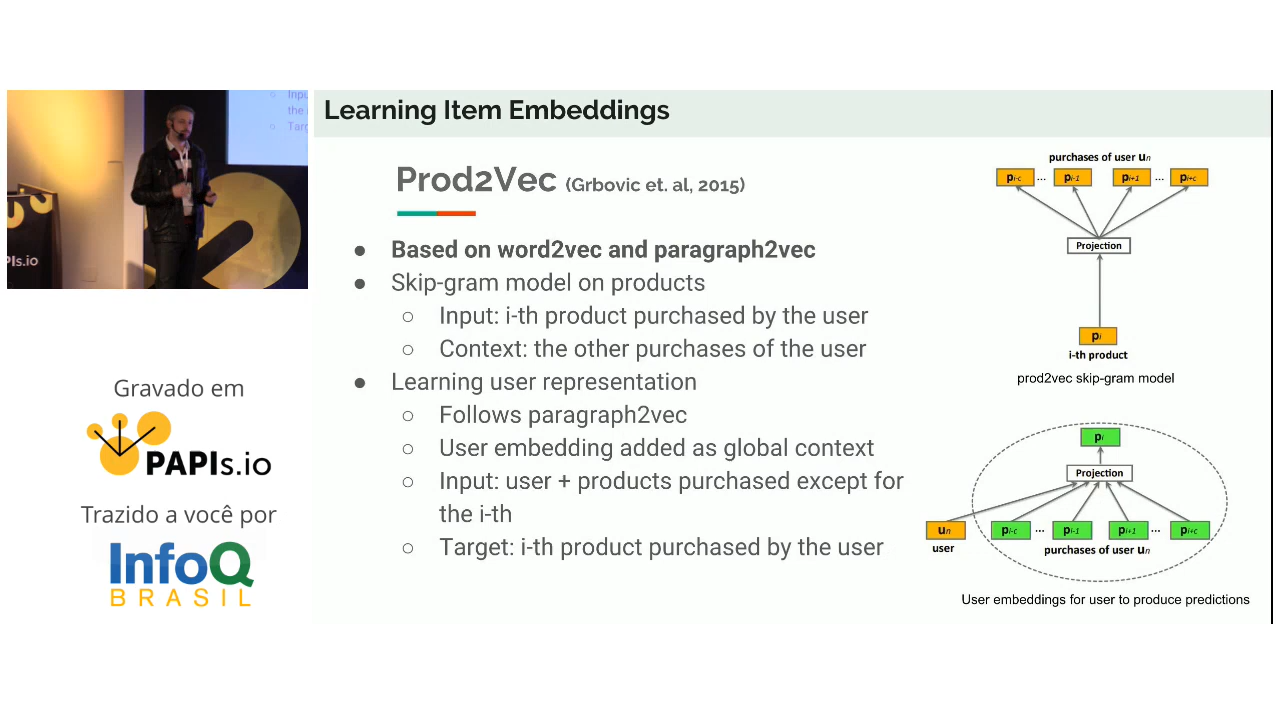 Inpu
the i
Targ
PIs.io
Gravado em
PAPIs.io
Trazido a você por
InfoQ
BRASIL
Learning Item Embeddings
Prod2Vec (Grbovic et. al, 2015)
● Based on word2vec and paragraph2vec
● Skip-gram model on products
○ Input: i-th product purchased by the user
○ Context: the other purchases of the user
● Learning user representation
○ Follows paragraph2vec
○ User embedding added as global context
○ Input: user + products purchased except for
the i-th
○ Target: i-th product purchased by the user
purchases of user un
pi-c ... pi-1 pi+1 ... pi+c
Projection
pi
i-th product
prod2vec skip-gram model
pi
Projection
un pi-c ... pi-1 pi+1 ... pi+c
user
purchases of user un
User embeddings for user to produce predictions